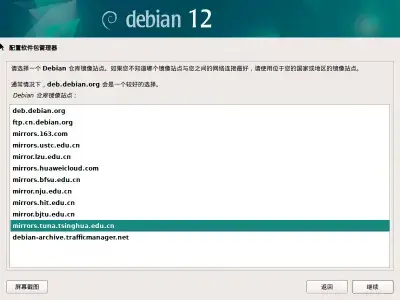 debian 12
配置软件包管理器
请选择一个 Debian 仓库镜像站点。如果您不知道哪个镜像站点与您之间的网络连接最好，请使用位于您的国家或地区的镜像站点。
通常情况下，deb.debian.org 会是一个较好的选择。
Debian 仓库镜像站点：
deb.debian.org
ftp.cn.debian.org
mirrors.163.com
mirrors.ustc.edu.cn
mirror.lzu.edu.cn
mirrors.huaweicloud.com
mirrors.bfsu.edu.cn
mirror.nju.edu.cn
mirrors.hit.edu.cn
mirror.bjtu.edu.cn
mirrors.tuna.tsinghua.edu.cn
debian-archive.trafficmanager.net
屏幕截图 返回 继续